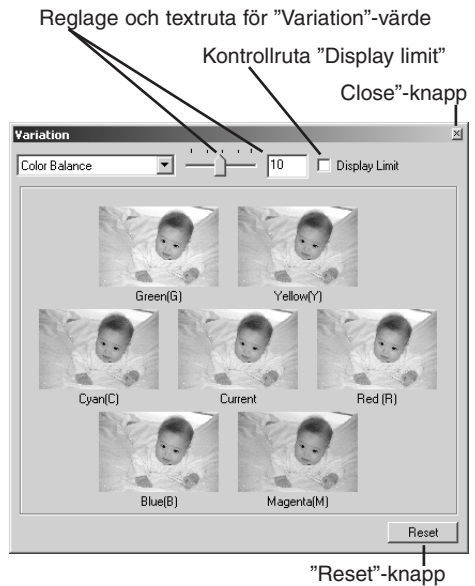 Reglage och textruta för ”Variation”-värde
Kontrollruta ”Display limit”
Close”-knapp
Variation
Color Balance
10
Display Limit
Green(G)
Yellow(Y)
Cyan(C)
Current
Red (R)
Blue(B)
Magenta(M)
Reset
”Reset”-knapp